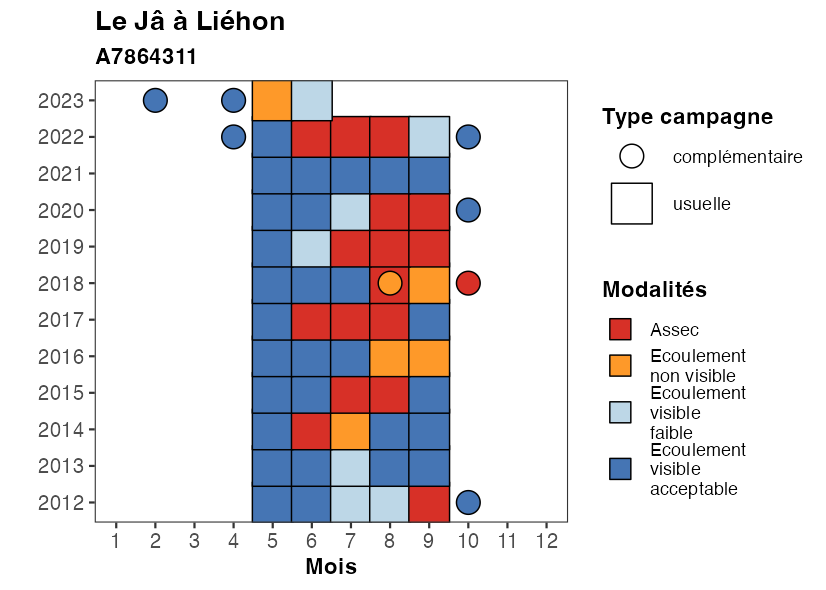 Le Jâ à Liéhon
A7864311
2023
2022
2021
2020
2019
2018
2017
2016
2015
2014
2013
2012
1 2 3 4 5 6 7 8 9 10 11 12
Mois
Type campagne
complémentaire
usuelle
Modalités
Assec
Ecoulement
non visible
Ecoulement
visible
faible
Ecoulement
visible
acceptable